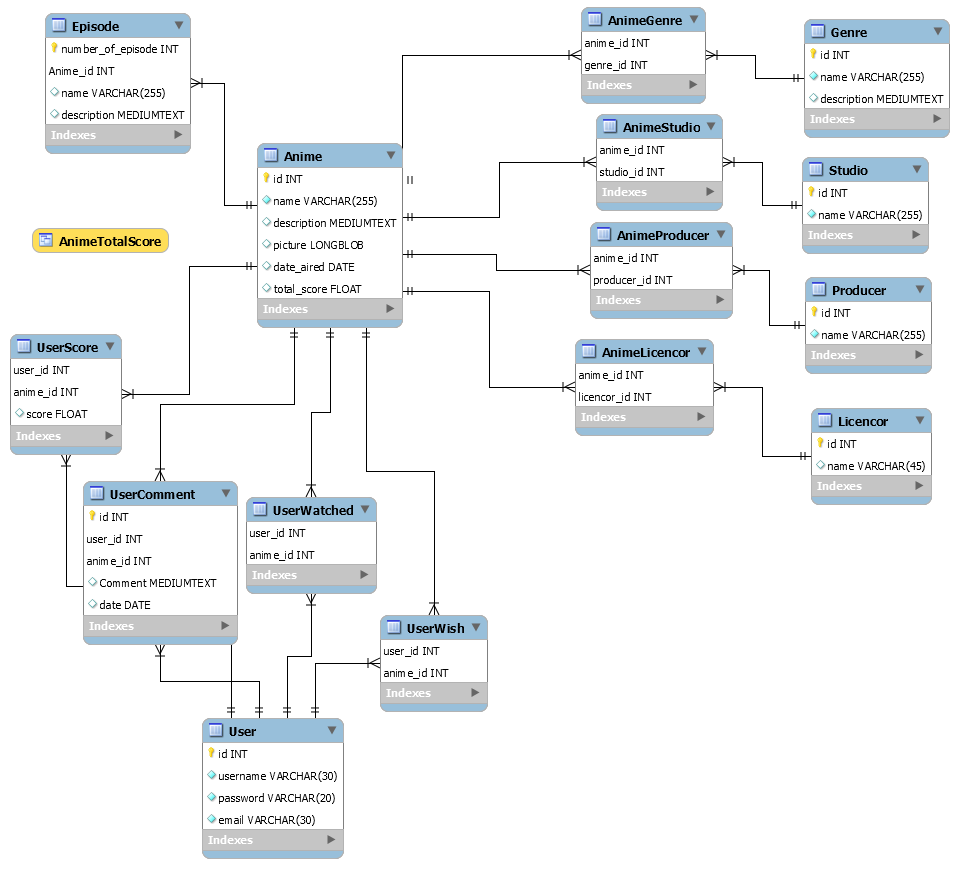 Episode
number_of_episode INT
Anime_id INT
name VARCHAR(255)
description MEDIUMTEXT
Indexes
AnimeGenre
anime_id INT
genre_id INT
Indexes
Genre
id INT
name VARCHAR(255)
description MEDIUMTEXT
Indexes
Anime
id INT
name VARCHAR(255)
description MEDIUMTEXT
picture LONGBLOB
date_aired DATE
total_score FLOAT
Indexes
AnimeStudio
anime_id INT
studio_id INT
Indexes
Studio
id INT
name VARCHAR(255)
Indexes
AnimeTotalScore
AnimeProducer
anime_id INT
producer_id INT
Indexes
Producer
id INT
name VARCHAR(255)
Indexes
UserScore
user_id INT
anime_id INT
score FLOAT
Indexes
AnimeLicencor
anime_id INT
licencor_id INT
Indexes
Licencor
id INT
name VARCHAR(45)
Indexes
UserComment
id INT
user_id INT
anime_id INT
Comment MEDIUMTEXT
date DATE
Indexes
UserWatched
user_id INT
anime_id INT
Indexes
UserWish
user_id INT
anime_id INT
Indexes
User
id INT
username VARCHAR(30)
password VARCHAR(20)
email VARCHAR(30)
Indexes